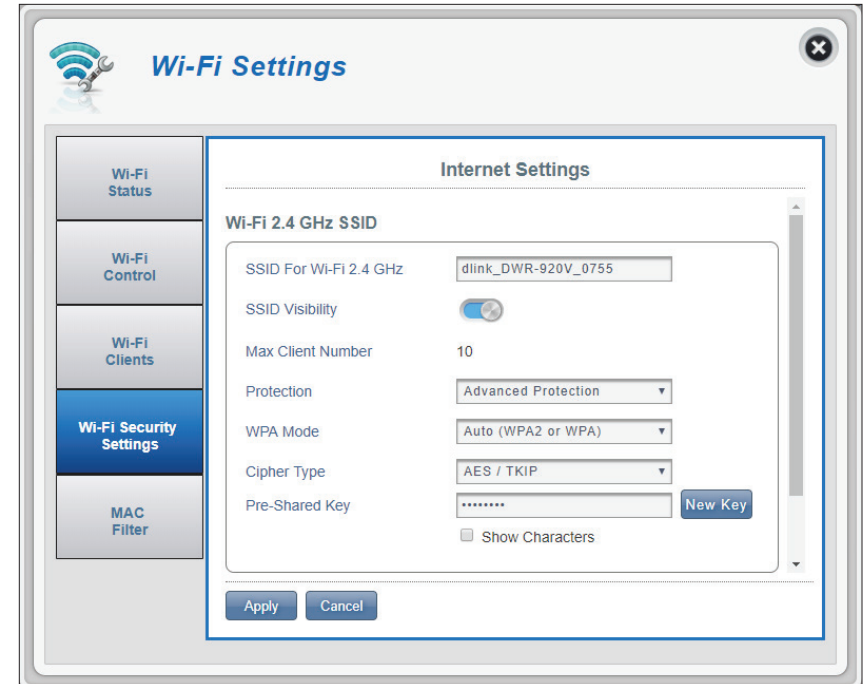 Wi-Fi Settings
Wi-Fi
Status
Wi-Fi
Control
Wi-Fi
Clients
Wi-Fi Security
Settings
MAC
Filter
Internet Settings
Wi-Fi 2.4 GHz SSID
SSID For Wi-Fi 2.4 GHz dlink_DWR-920V_0755
SSID Visibility
Max Client Number 10
Protection Advanced Protection
WPA Mode Auto (WPA2 or WPA)
Cipher Type AES / TKIP
Pre-Shared Key •••••••• New Key
Show Characters
Apply Cancel